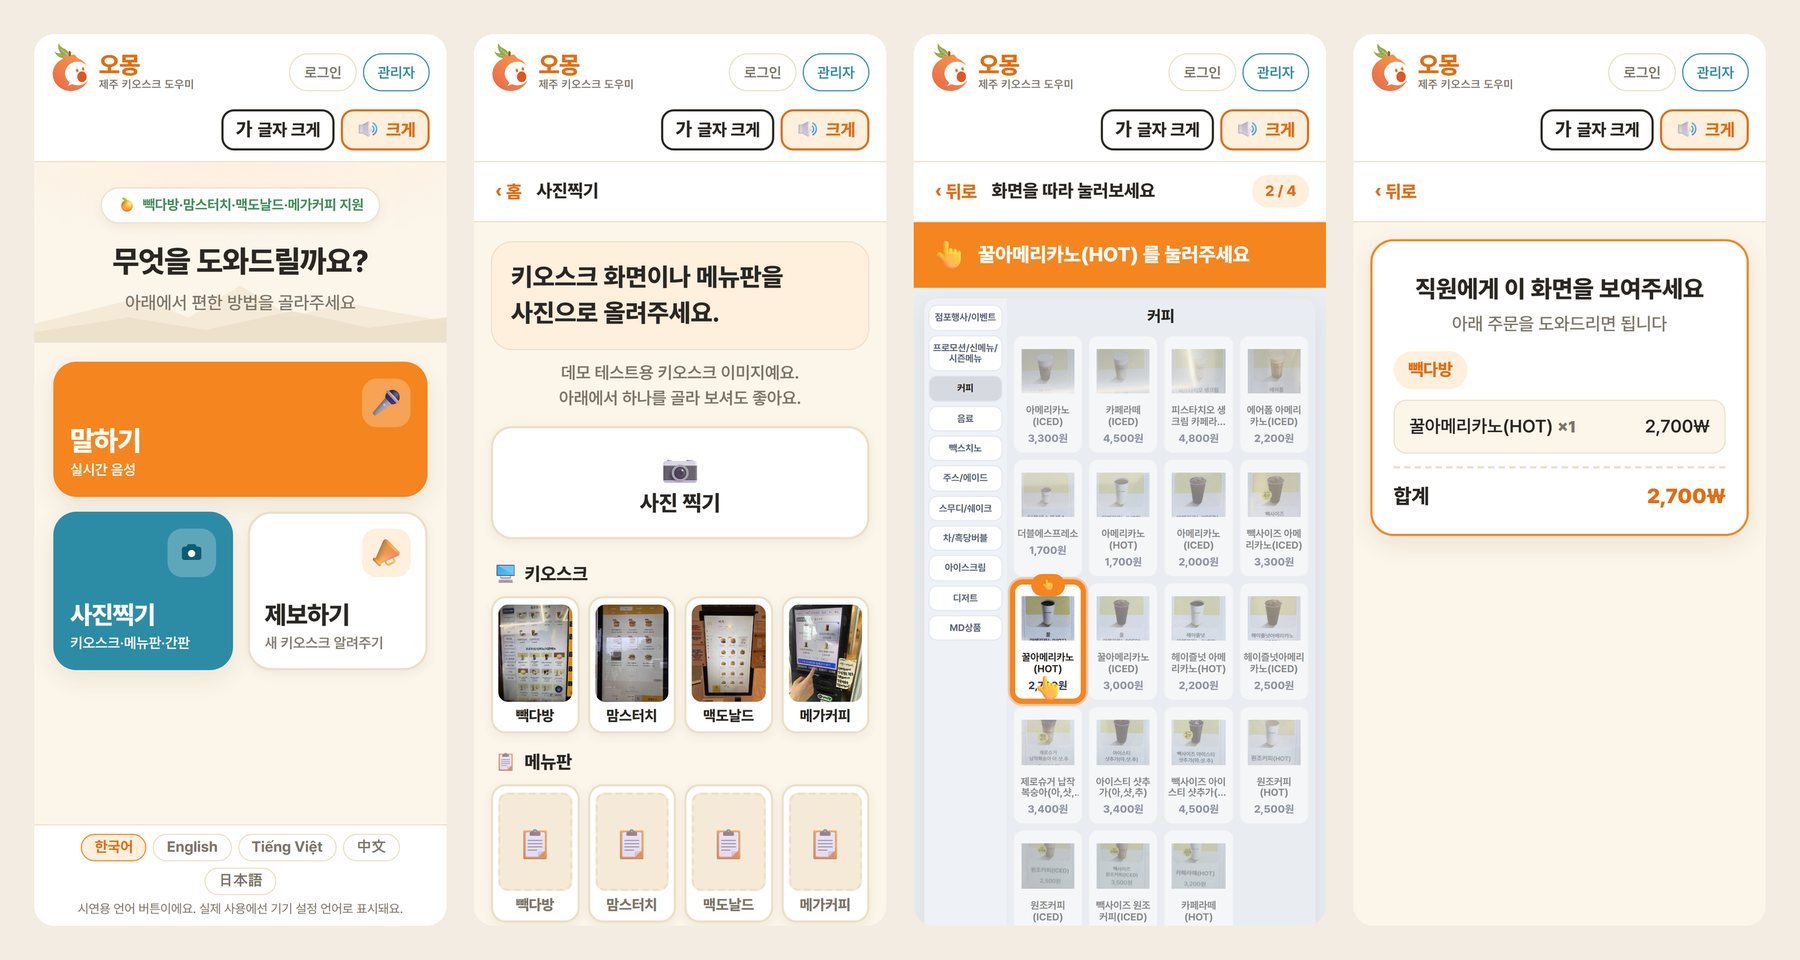 오몽
제주 키오스크 도우미
로그인
관리자
가 글자 크게
크게
빽다방·맘스터치·맥도날드·메가커피 지원
무엇을 도와드릴까요?
아래에서 편한 방법을 골라주세요
말하기
실시간 음성
사진찍기
키오스크·메뉴판·간판
제보하기
새 키오스크 알려주기
한국어
English
Tiếng Việt
中文
日本語
시연용 언어 버튼이에요. 실제 사용에선 기기 설정 언어로 표시돼요.
오몽
제주 키오스크 도우미
로그인
관리자
가 글자 크게
크게
‹ 홈
사진찍기
키오스크 화면이나 메뉴판을
사진으로 올려주세요.
데모 테스트용 키오스크 이미지예요.
아래에서 하나를 골라 보셔도 좋아요.
사진 찍기
키오스크
빽다방
맘스터치
맥도날드
메가커피
메뉴판
빽다방
맘스터치
맥도날드
메가커피
오몽
제주 키오스크 도우미
로그인
관리자
가 글자 크게
크게
‹ 뒤로
화면을 따라 눌러보세요
2 / 4
꿀아메리카노(HOT) 를 눌러주세요
점포행사/이벤트
프로모션/신메뉴/
시즌메뉴
커피
음료
빽스치노
주스/에이드
스무디/쉐이크
차/흑당버블
아이스크림
디저트
MD상품
커피
아메리카노
(ICED)
3,300원
카페라떼
(ICED)
4,500원
피스타치오 생
크림 카페라...
4,800원
에어폼 아메리
카노(ICED)
2,200원
더블에스프레소
1,700원
아메리카노
(HOT)
1,700원
아메리카노
(ICED)
2,000원
빽사이즈 아메
리카노(ICED)
3,300원
꿀아메리카노
(HOT)
꿀아메리카노
(ICED)
3,000원
헤이즐넛 아메
리카노(HOT)
2,200원
헤이즐넛아메리
카노(ICED)
2,500원
제로슈거 납작
복숭아(아,샷,..
3,400원
아이스티 샷추
가(아,샷,추)
3,400원
빽사이즈 아이
스티 샷추가(...
4,500원
원조커피
(HOT)
2,500원
원조커피
(ICED)
빽사이즈 원조
커피(ICED)
카페라떼
(HOT)
오몽
제주 키오스크 도우미
로그인
관리자
가 글자 크게
크게
‹ 뒤로
직원에게 이 화면을 보여주세요
아래 주문을 도와드리면 됩니다
빽다방
꿀아메리카노(HOT) ×1
2,700₩
합계
2,700₩